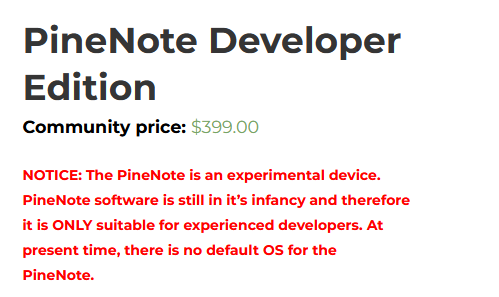 PineNote Developer
Edition
Community price: $399.00
NOTICE: The PineNote is an experimental device.
PineNote software is still in it's infancy and therefore
it is ONLY suitable for experienced developers. At
present time, there is no default OS for the
PineNote.